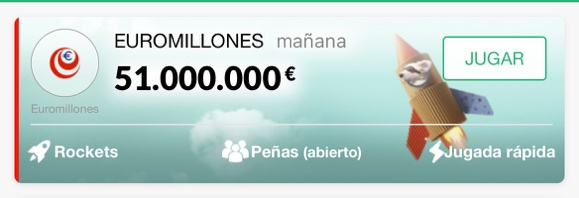 EUROMILLONES mañana
51.000.000€
JUGAR
Euromillones
Rockets
Peñas (abierto)
Jugada rápida